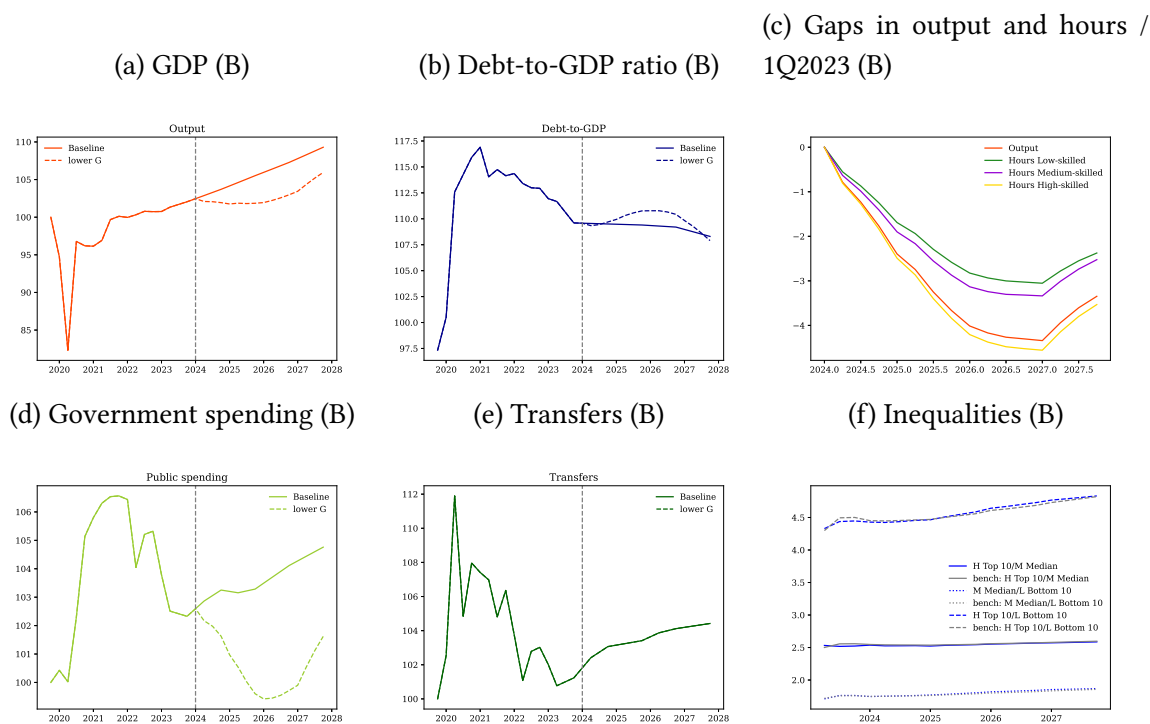 (a) GDP (B)
(b) Debt-to-GDP ratio (B)
(c) Gaps in output and hours /
1Q2023 (B)
Output
110
105
100
95
90
85
2020 2021 2022 2023 2024 2025 2026 2027 2028
Baseline
lower G
Debt-to-GDP
117.5
115.0
112.5
110.0
107.5
105.0
102.5
100.0
97.5
2020 2021 2022 2023 2024 2025 2026 2027 2028
Baseline
lower G
0
−1
−2
−3
−4
2024.0 2024.5 2025.0 2025.5 2026.0 2026.5 2027.0 2027.5
Output
Hours Low-skilled
Hours Medium-skilled
Hours High-skilled
(d) Government spending (B)
(e) Transfers (B)
(f) Inequalities (B)
Public spending
106
105
104
103
102
101
100
2020 2021 2022 2023 2024 2025 2026 2027 2028
Baseline
lower G
Transfers
112
110
108
106
104
102
100
2020 2021 2022 2023 2024 2025 2026 2027 2028
Baseline
lower G
4.5
4.0
3.5
3.0
2.5
2.0
2024 2025 2026 2027
H Top 10/M Median
bench: H Top 10/M Median
M Median/L Bottom 10
bench: M Median/L Bottom 10
H Top 10/L Bottom 10
bench: H Top 10/L Bottom 10